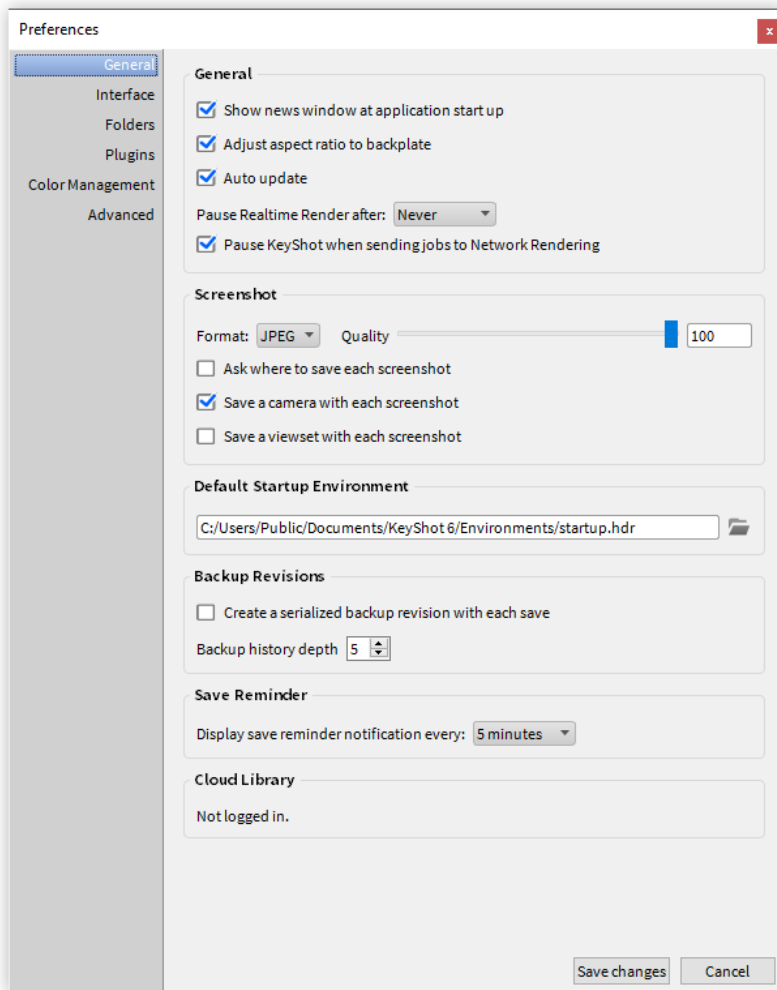 Preferences
x
General
Interface
Folders
Plugins
Color Management
Advanced
General
Show news window at application start up
Adjust aspect ratio to backplate
Auto update
Pause Realtime Render after: Never
Pause KeyShot when sending jobs to Network Rendering
Screenshot
Format: JPEG Quality 100
Ask where to save each screenshot
Save a camera with each screenshot
Save a viewset with each screenshot
Default Startup Environment
C:/Users/Public/Documents/KeyShot 6/Environments/startup.hdr
Backup Revisions
Create a serialized backup revision with each save
Backup history depth 5
Save Reminder
Display save reminder notification every: 5 minutes
Cloud Library
Not logged in.
Save changes Cancel